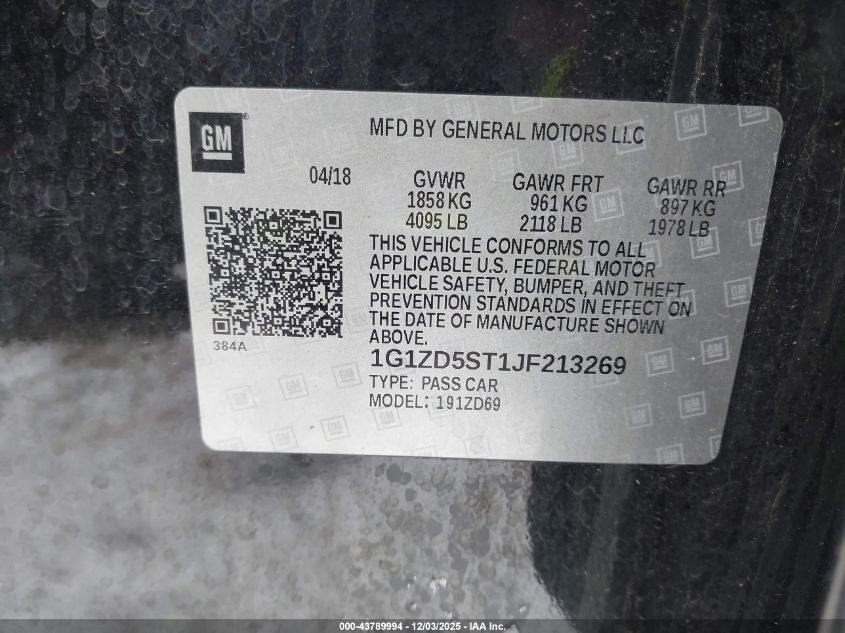 GM®
MFD BY GENERAL MOTORS LLC
04/18
GVWR GAWR FRT GAWR RR
1858 KG 961 KG 897 KG
4095 LB 2118 LB 1978 LB
THIS VEHICLE CONFORMS TO ALL
APPLICABLE U.S. FEDERAL MOTOR
VEHICLE SAFETY, BUMPER, AND THEFT
PREVENTION STANDARDS IN EFFECT ON
THE DATE OF MANUFACTURE SHOWN
ABOVE.
384A
1G1ZD5ST1JF213269
TYPE: PASS CAR
MODEL: 191ZD69
000-43789994 - 12/03/2025 - IAA Inc.